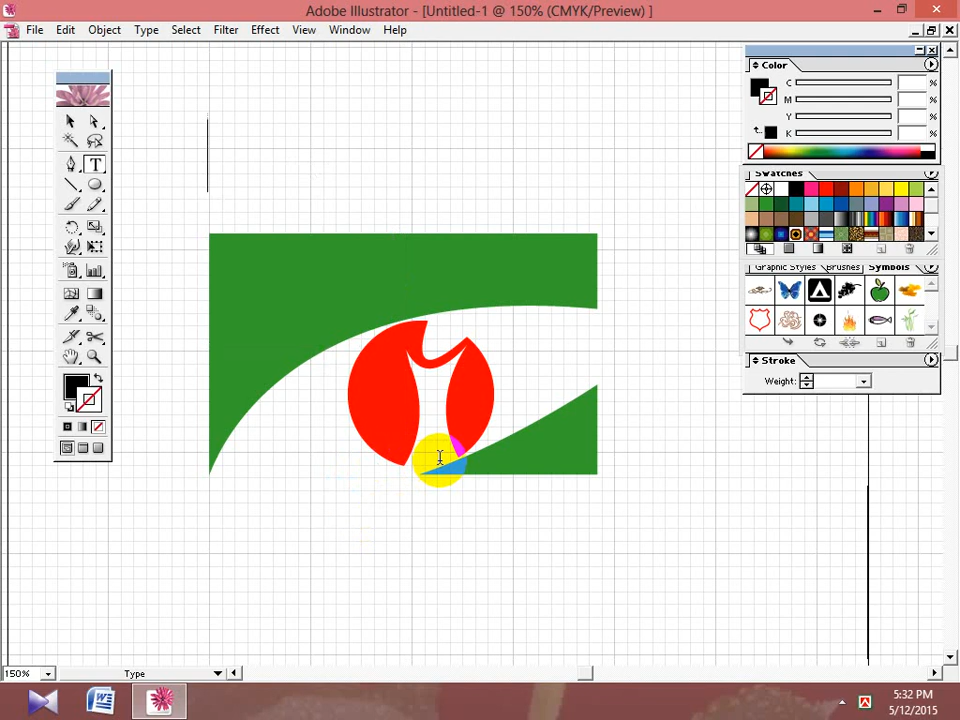 Adobe Illustrator - [Untitled-1 @ 150% (CMYK/Preview) ]
File Edit Object Type Select Filter Effect View Window Help
Color
C %
M %
Y %
K %
Swatches
Graphic Styles Brushes Symbols
Stroke
Weight:
T
150% Type
5:32 PM
5/12/2015